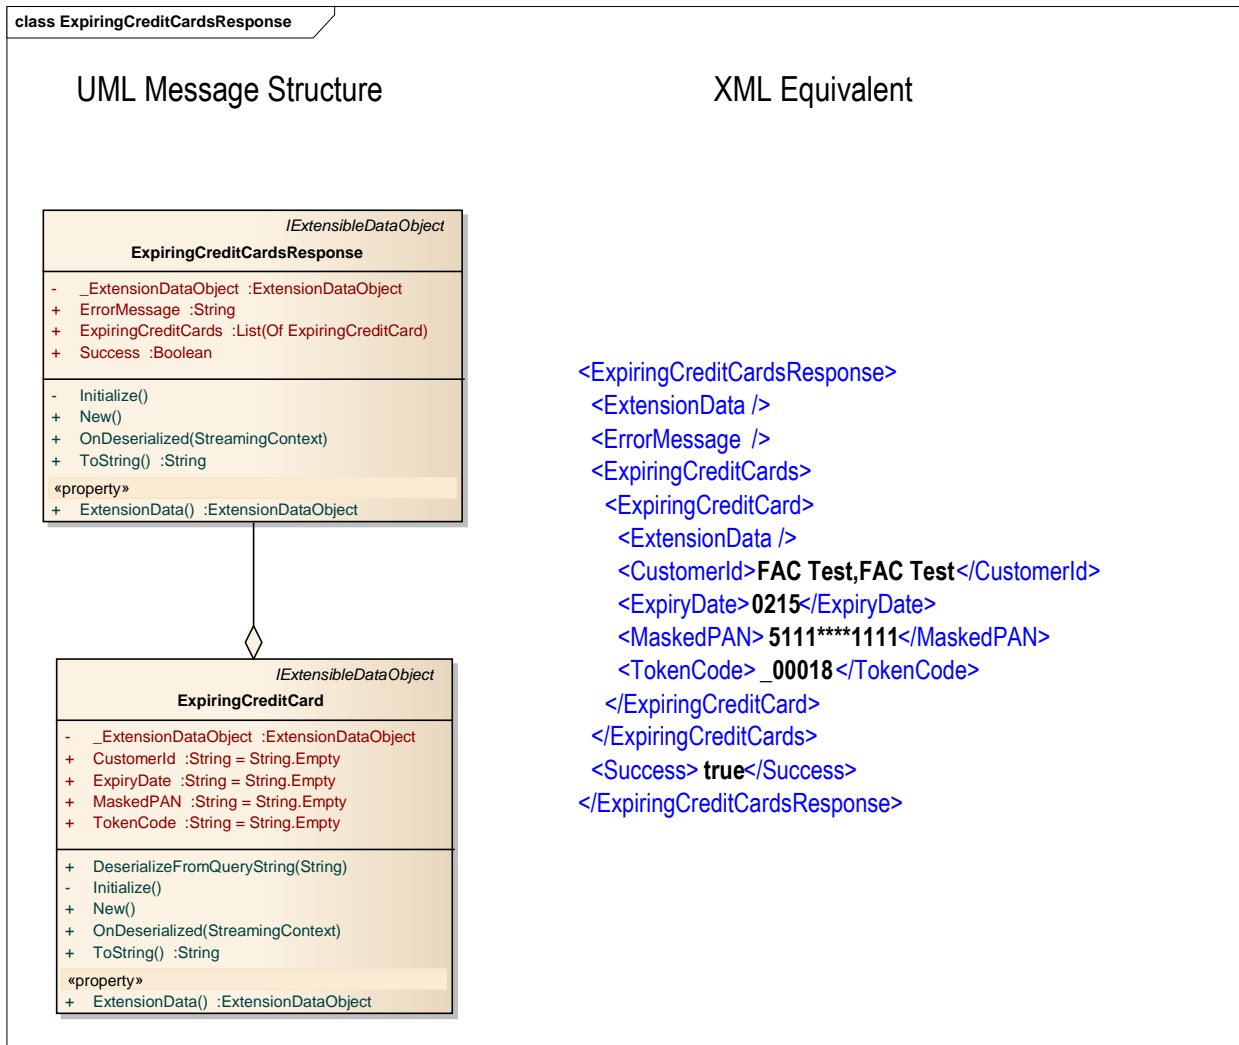 class ExpiringCreditCardsResponse
UML Message Structure
XML Equivalent
IExtensibleDataObject
ExpiringCreditCardsResponse
- _ExtensionDataObject :ExtensionDataObject
+ ErrorMessage :String
+ ExpiringCreditCards :List(Of ExpiringCreditCard)
+ Success :Boolean
- Initialize()
+ New()
+ OnDeserialized(StreamingContext)
+ ToString() :String
«property»
+ ExtensionData() :ExtensionDataObject
IExtensibleDataObject
ExpiringCreditCard
- _ExtensionDataObject :ExtensionDataObject
+ CustomerId :String = String.Empty
+ ExpiryDate :String = String.Empty
+ MaskedPAN :String = String.Empty
+ TokenCode :String = String.Empty
+ DeserializeFromQueryString(String)
- Initialize()
+ New()
+ OnDeserialized(StreamingContext)
+ ToString() :String
«property»
+ ExtensionData() :ExtensionDataObject
<ExpiringCreditCardsResponse>
<ExtensionData />
<ErrorMessage />
<ExpiringCreditCards>
<ExpiringCreditCard>
<ExtensionData />
<CustomerId>FAC Test,FAC Test</CustomerId>
<ExpiryDate>0215</ExpiryDate>
<MaskedPAN>5111****1111</MaskedPAN>
<TokenCode>_00018</TokenCode>
</ExpiringCreditCard>
</ExpiringCreditCards>
<Success>true</Success>
</ExpiringCreditCardsResponse>